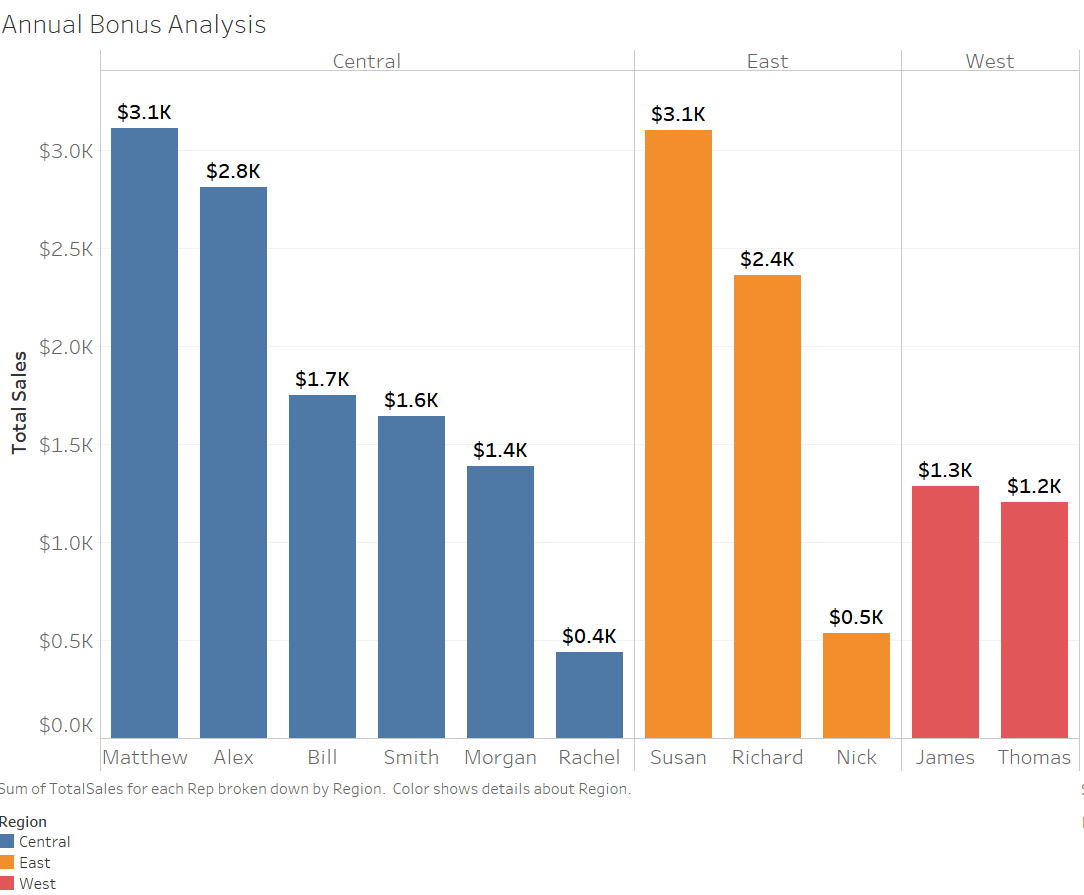 Annual Bonus Analysis
Central East West
$3.1K $3.1K
$2.8K
$1.7K
$1.6K
$1.4K
$0.4K
$2.4K
$0.5K
$1.3K
$1.2K
$3.0K
$2.5K
$2.0K
$1.5K
$1.0K
$0.5K
$0.0K
Total Sales
Matthew Alex Bill Smith Morgan Rachel Susan Richard Nick James Thomas
Sum of TotalSales for each Rep broken down by Region. Color shows details about Region.
Region
Central
East
West